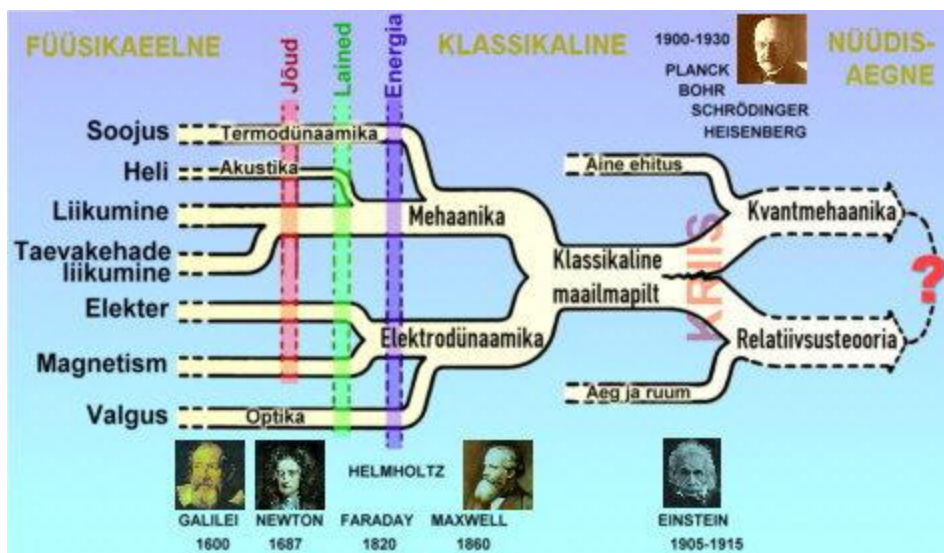 FÜÜSIKAEELNE
KLASSIKALINE
NÜÜDIS-
AEGNE
Jõud
Lained
Energia
1900-1930
PLANCK
BOHR
SCHRÖDINGER
HEISENBERG
Soojus
Termodünaamika
Heli
Akustika
Liikumine
Mehaanika
Taevakehade
liikumine
Elekter
Elektrodünaamika
Magnetism
Valgus
Optika
Klassikaline
maailmapilt
KRIIS
Aine ehitus
Kvantmehaanika
?
Relatiivsusteooria
Aeg ja ruum
HELMHOLTZ
GALILEI NEWTON FARADAY MAXWELL EINSTEIN
1600 1687 1820 1860 1905-1915